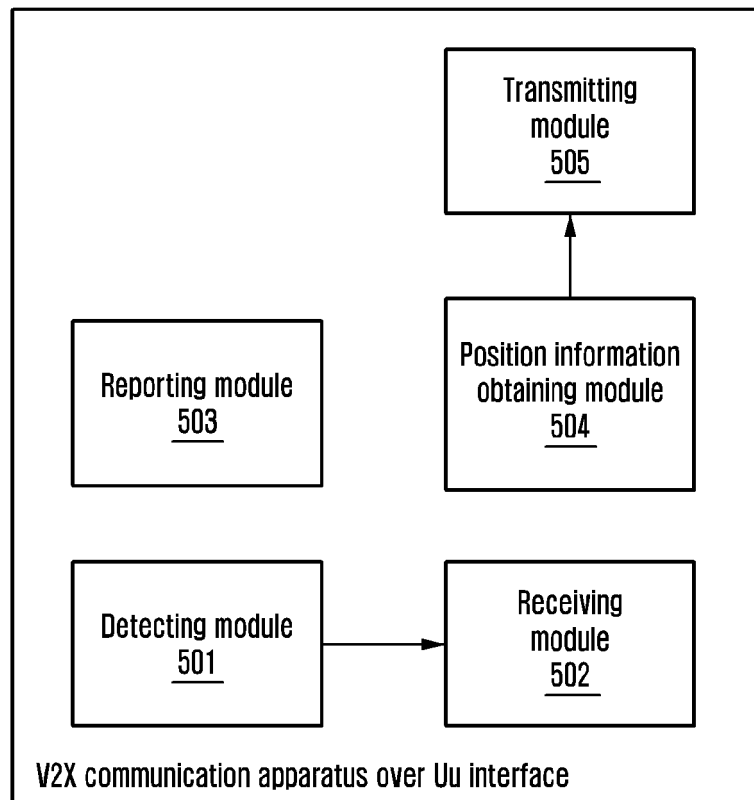 Transmitting
module
505
Reporting module
503
Position information
obtaining module
504
Detecting module
501
Receiving
module
502
V2X communication apparatus over Uu interface